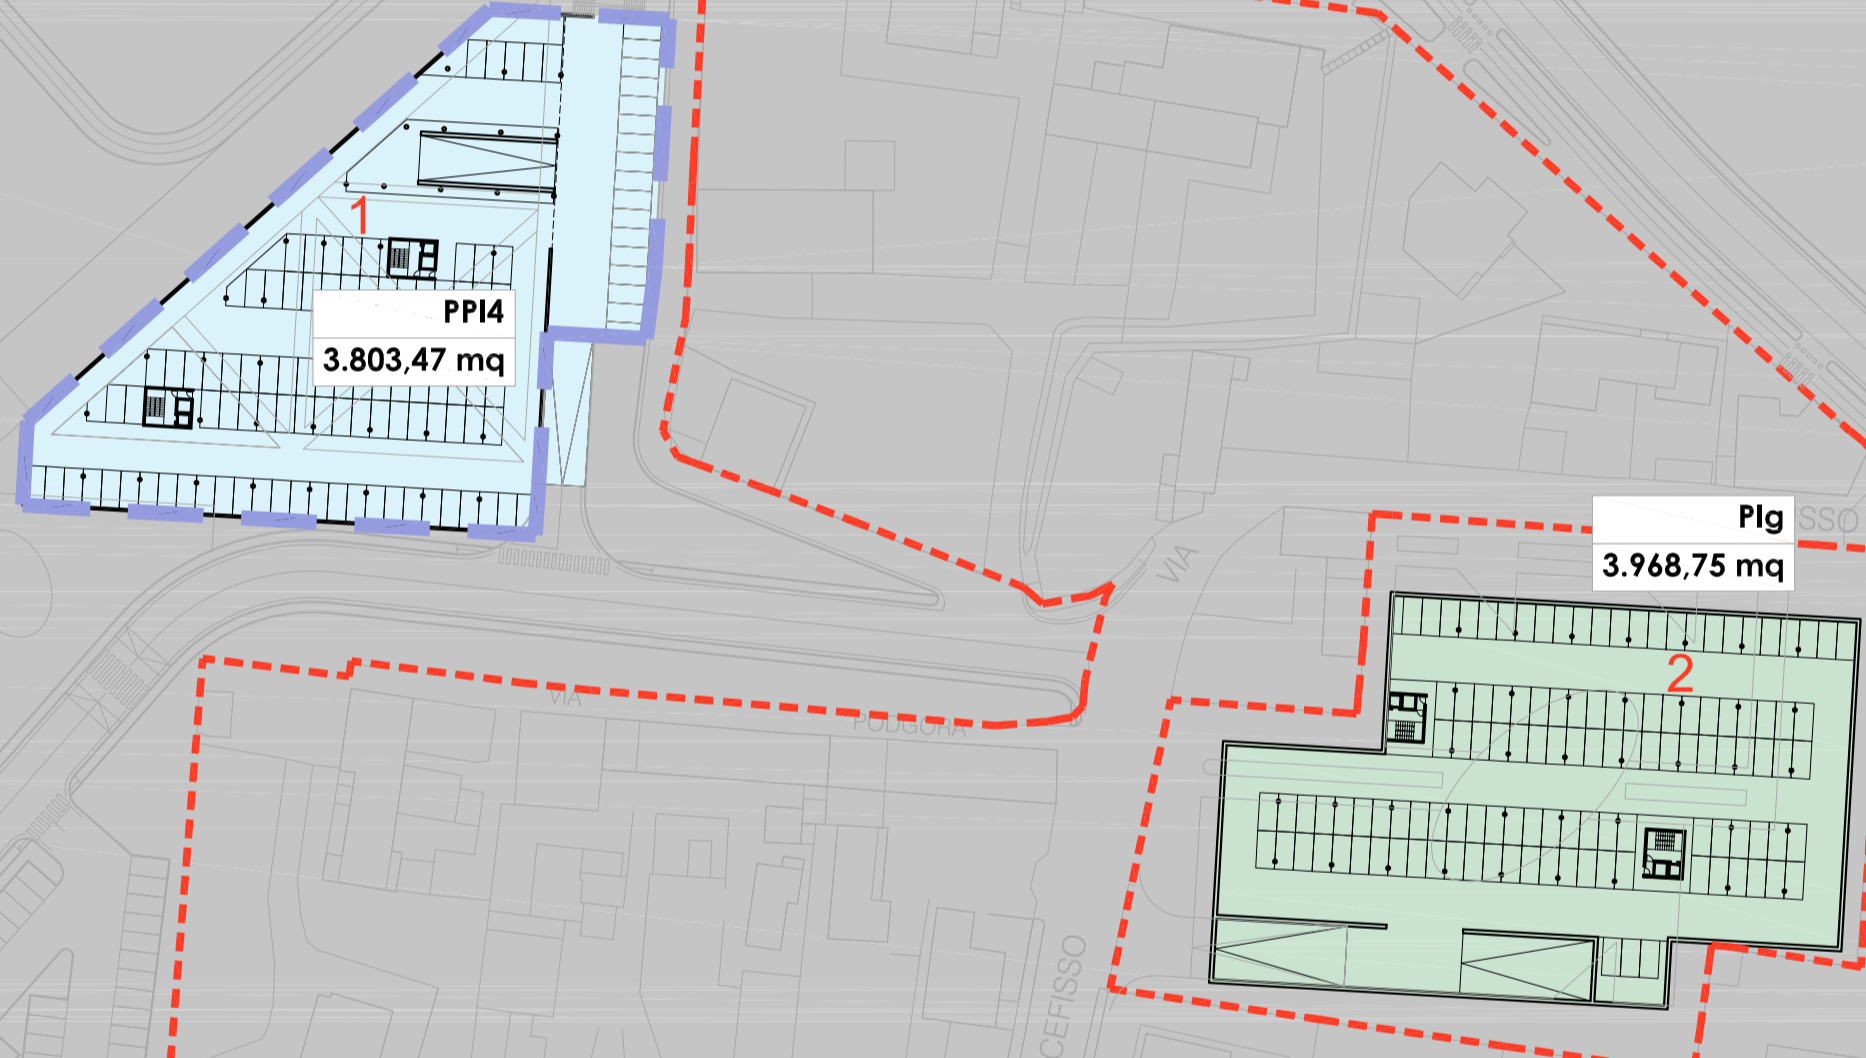 1
PPI4
3.803,47 mq
PIg
3.968,75 mq
SSO
VIA
2
VIA
PODGORA
CEFISSO